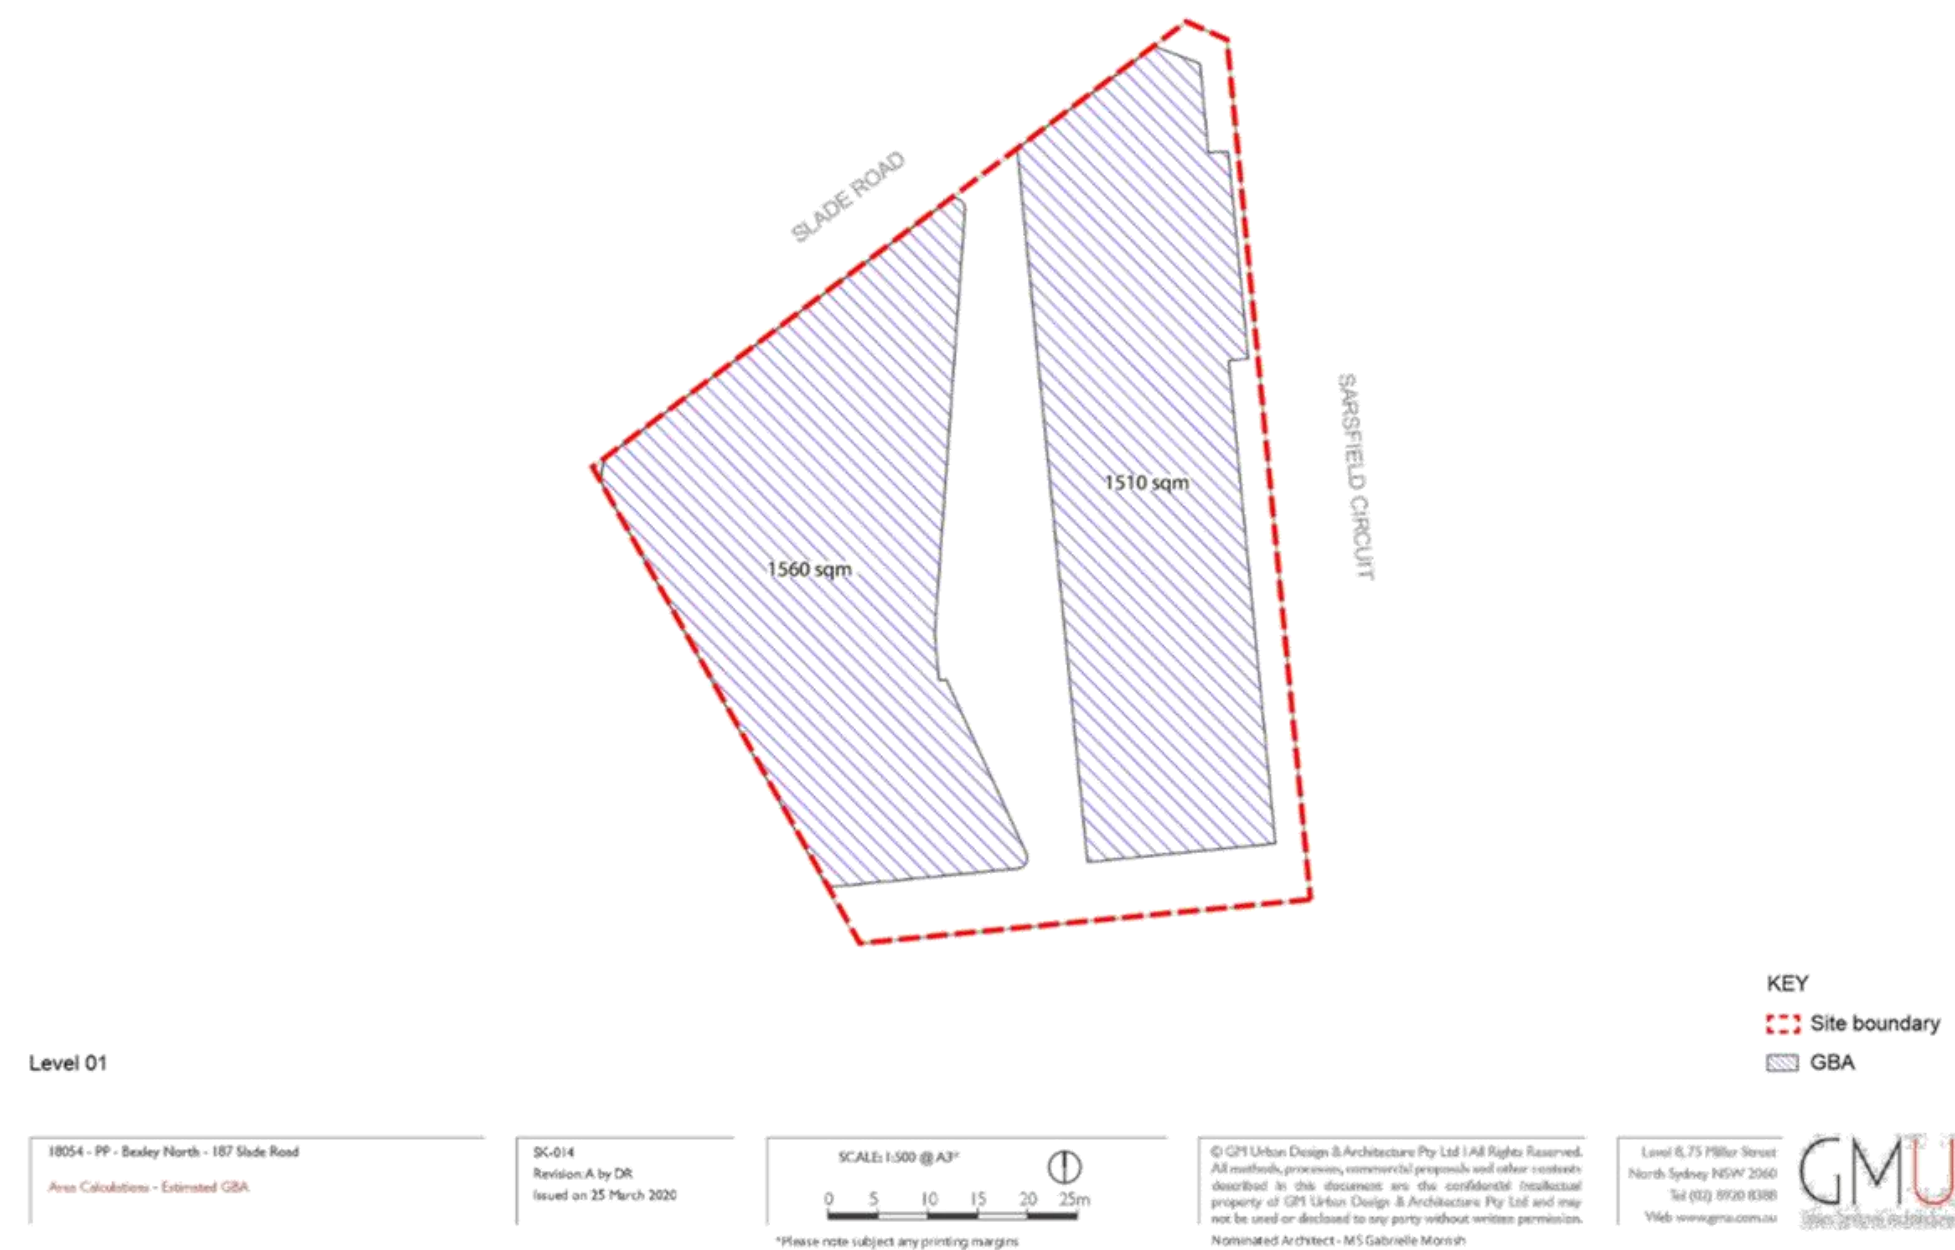 SLADE ROAD
SARSFIELD CIRCUIT
1510 sqm
1560 sqm
KEY
Site boundary
GBA
Level 01
18054 - PP - Bexley North - 187 Slade Road
Area Calculations - Estimated GBA
SK-014
Revision: A by DR
Issued on 25 March 2020
SCALE: 1:500 @ A3*
0 5 10 15 20 25m
*Please note subject any printing margins
© GM Urban Design & Architecture Pty Ltd I All Rights Reserved.
All methods, processes, commercial proposals and other contents
described in this document are the confidential intellectual
property of GM Urban Design & Architecture Pty Ltd and may
not be used or disclosed to any party without written permission.
Nominated Architect - MS Gabrielle Morrish
Level 8, 75 Miller Street
North Sydney NSW 2060
Tel (02) 8920 8388
Web www.gmu.com.au
GMU